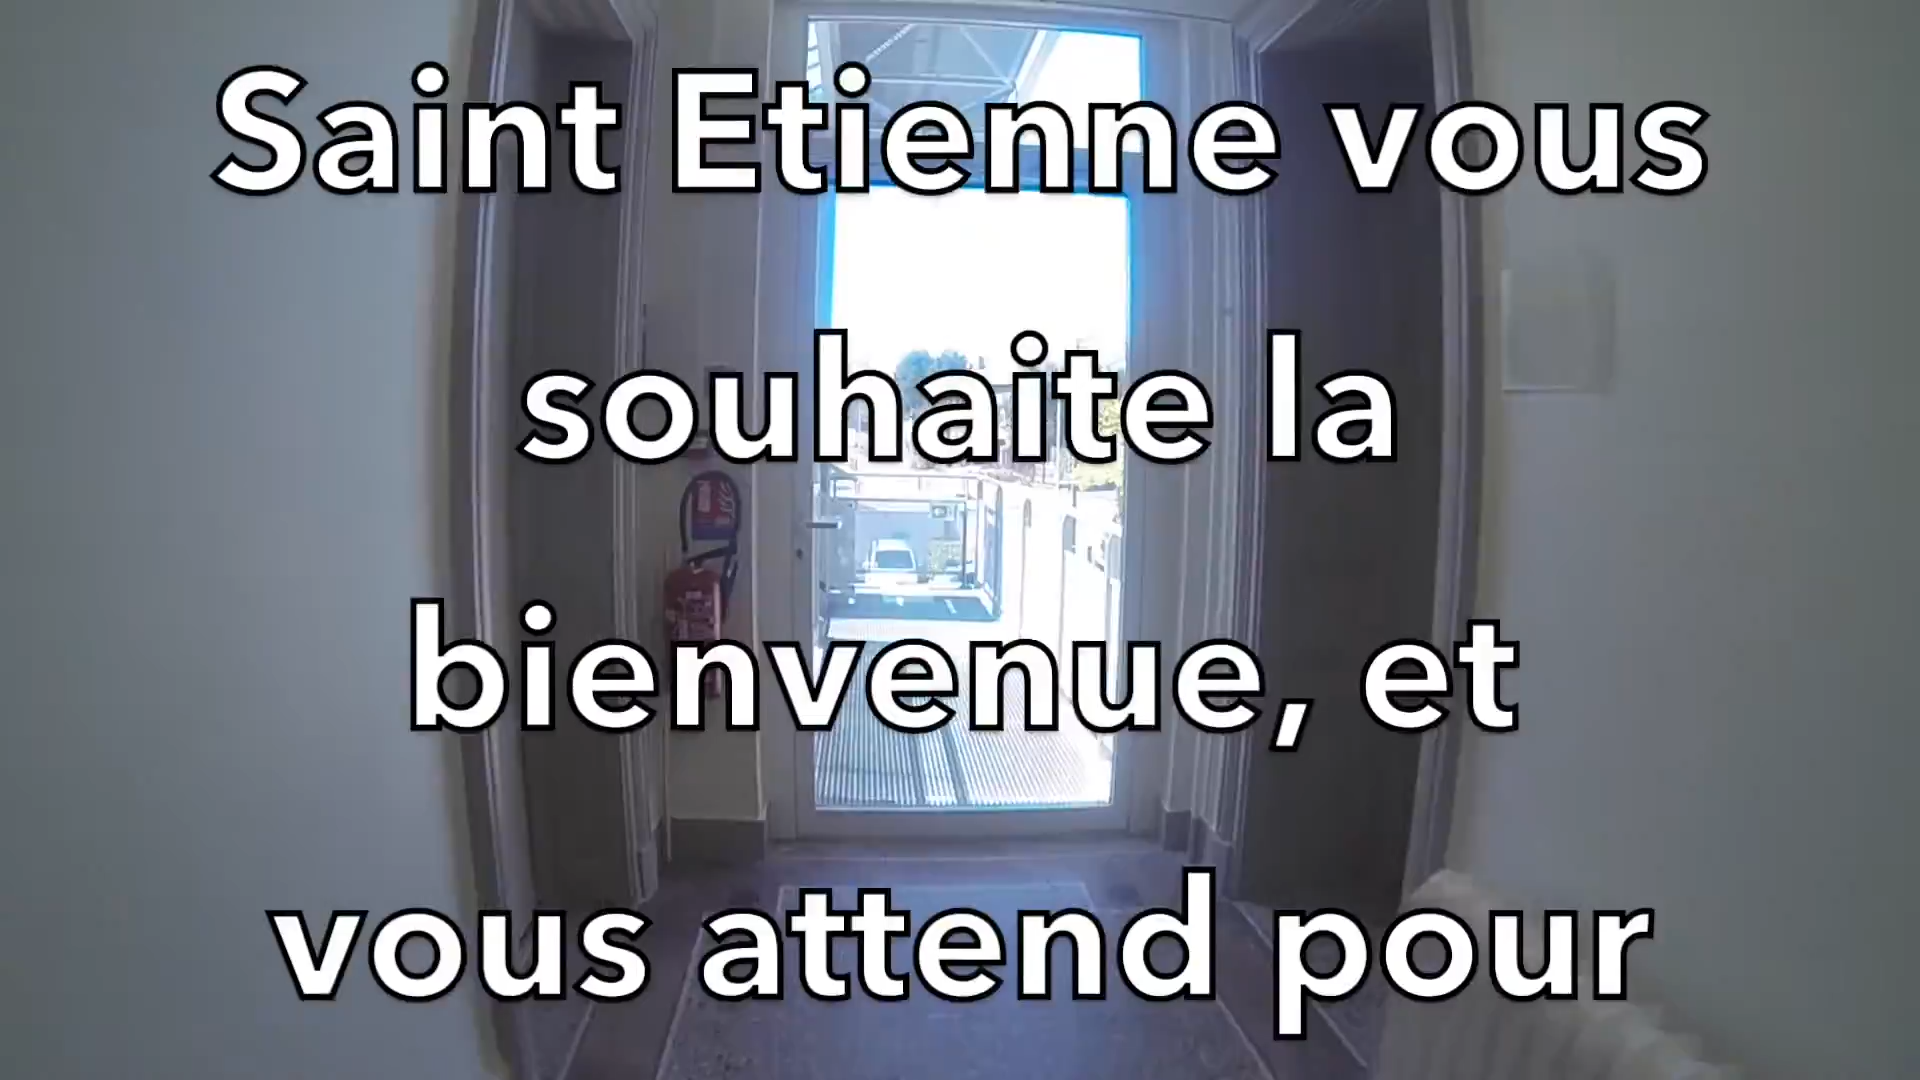 Saint Etienne vous
souhaite la
bienvenue, et
vous attend pour